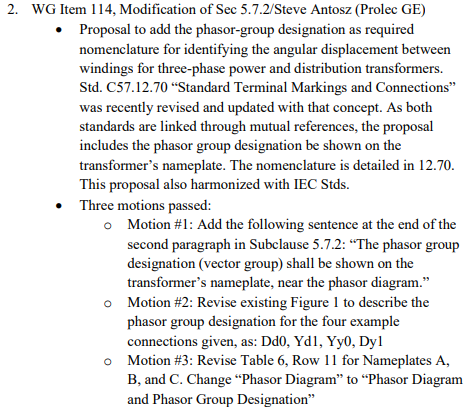 2. WG Item 114, Modification of Sec 5.7.2/Steve Antosz (Prolec GE)
• Proposal to add the phasor-group designation as required
nomenclature for identifying the angular displacement between
windings for three-phase power and distribution transformers.
Std. C57.12.70 “Standard Terminal Markings and Connections”
was recently revised and updated with that concept. As both
standards are linked through mutual references, the proposal
includes the phasor group designation be shown on the
transformer’s nameplate. The nomenclature is detailed in 12.70.
This proposal also harmonized with IEC Stds.
• Three motions passed:
o Motion #1: Add the following sentence at the end of the
second paragraph in Subclause 5.7.2: “The phasor group
designation (vector group) shall be shown on the
transformer’s nameplate, near the phasor diagram.”
o Motion #2: Revise existing Figure 1 to describe the
phasor group designation for the four example
connections given, as: Dd0, Yd1, Yy0, Dy1
o Motion #3: Revise Table 6, Row 11 for Nameplates A,
B, and C. Change “Phasor Diagram” to “Phasor Diagram
and Phasor Group Designation”